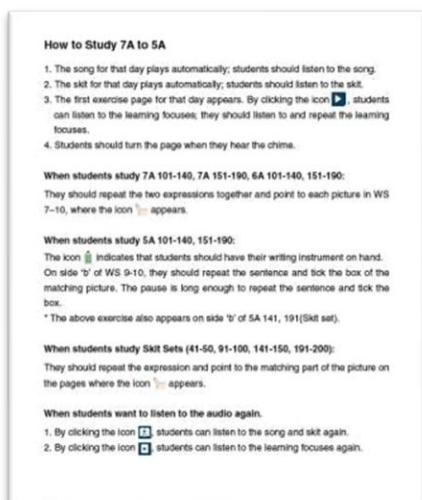 How to Study 7A to 5A
1. The song for that day plays automatically; students should listen to the song.
2. The skit for that day plays automatically; students should listen to the skit.
3. The first exercise page for that day appears. By clicking the icon , students
can listen to the learning focuses; they should listen to and repeat the learning
focuses.
4. Students should turn the page when they hear the chime.
When students study 7A 101-140, 7A 151-190, 6A 101-140, 151-190:
They should repeat the two expressions together and point to each picture in WS
7–10, where the icon appears.
When students study 5A 101-140, 151-190:
The icon indicates that students should have their writing instrument on hand.
On side 'b' of WS 9-10, they should repeat the sentence and tick the box of the
matching picture. The pause is long enough to repeat the sentence and tick the
box.
* The above exercise also appears on side 'b' of 5A 141, 191(Skit set).
When students study Skit Sets (41-50, 91-100, 141-150, 191-200):
They should repeat the expression and point to the matching part of the picture on
the pages where the icon appears.
When students want to listen to the audio again.
1. By clicking the icon , students can listen to the song and skit again.
2. By clicking the icon , students can listen to the learning focuses again.